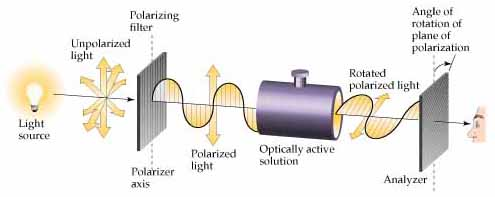 Polarizing
filter
Unpolarized
light
Light
source
Polarizer
axis
Polarized
light
Optically active
solution
Rotated
polarized light
Angle of
rotation of
plane of
polarization
Analyzer